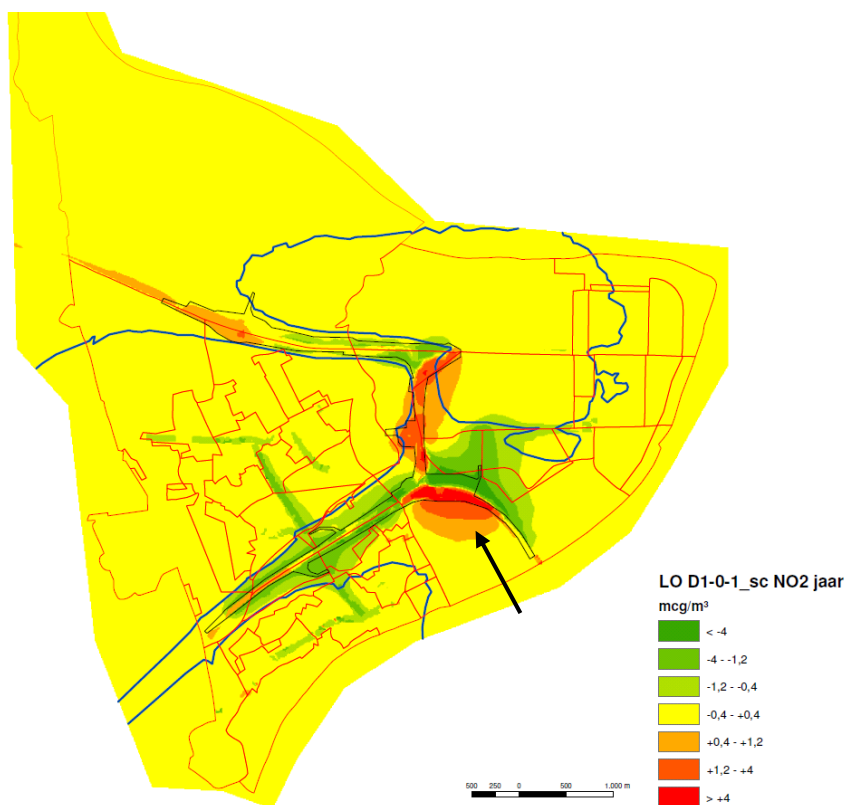 LO D1-0-1_sc NO2 jaar
mcg/m³
< -4
-4 - -1,2
-1,2 - -0,4
-0,4 - +0,4
+0,4 - +1,2
+1,2 - +4
> +4
500 250 0 500 1.000 m